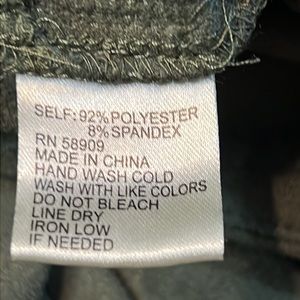 SELF: 92%POLYESTER
8%SPANDEX
RN 58909
MADE IN CHINA
HAND WASH COLD
WASH WITH LIKE COLORS
DO NOT BLEACH
LINE DRY
IRON LOW
IF NEEDED